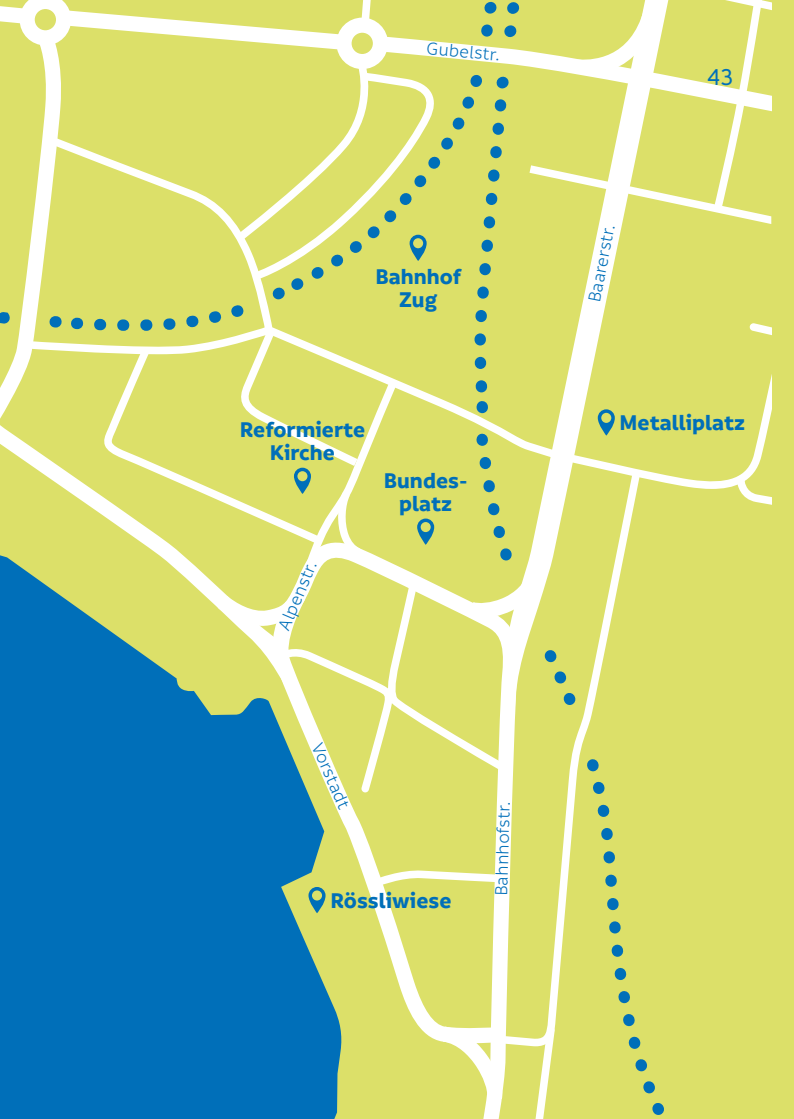 Gubelstr.
43
Baarerstr.
Bahnhof
Zug
Metalliplatz
Reformierte
Kirche
Bundes-
platz
Alpenstr.
Vorstadt
Bahnhofstr.
Rössliwiese